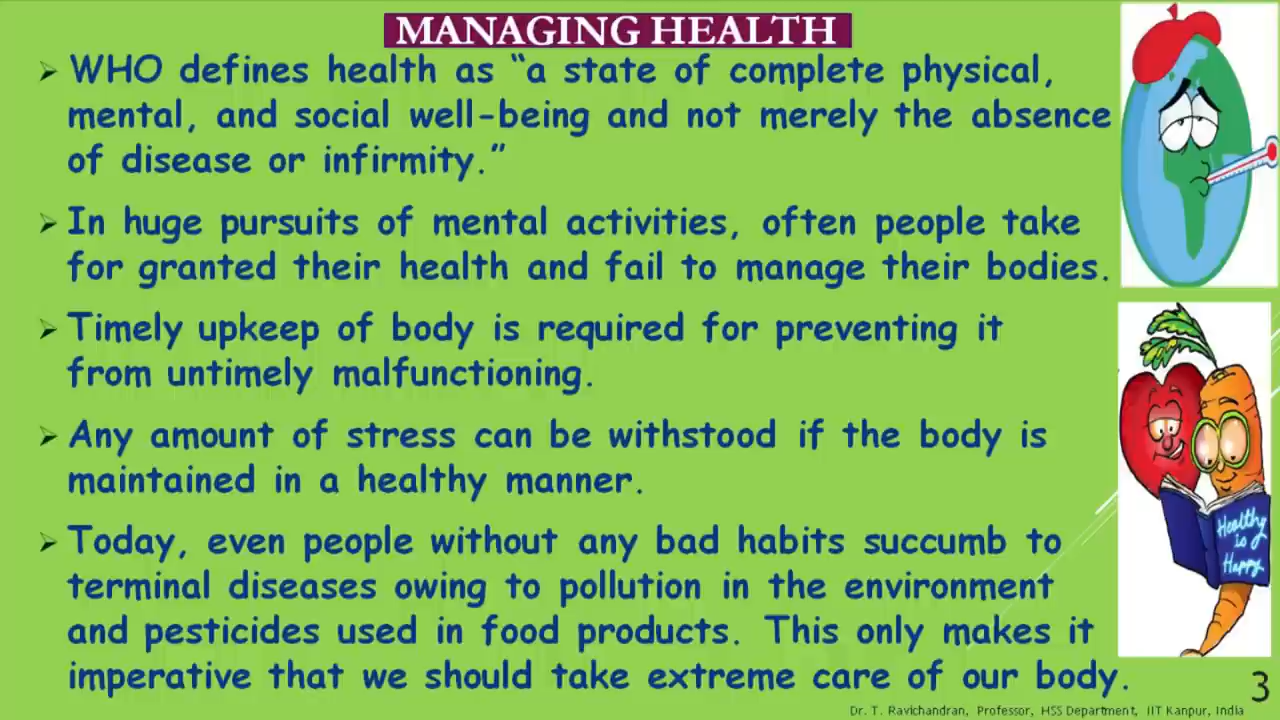 MANAGING HEALTH
➢ WHO defines health as “a state of complete physical,
mental, and social well-being and not merely the absence
of disease or infirmity.”
➢ In huge pursuits of mental activities, often people take
for granted their health and fail to manage their bodies.
➢ Timely upkeep of body is required for preventing it
from untimely malfunctioning.
➢ Any amount of stress can be withstood if the body is
maintained in a healthy manner.
➢ Today, even people without any bad habits succumb to
terminal diseases owing to pollution in the environment
and pesticides used in food products. This only makes it
imperative that we should take extreme care of our body.
Healthy
is
Happy
3
Dr. T. Ravichandran, Professor, HSS Department, IIT Kanpur, India